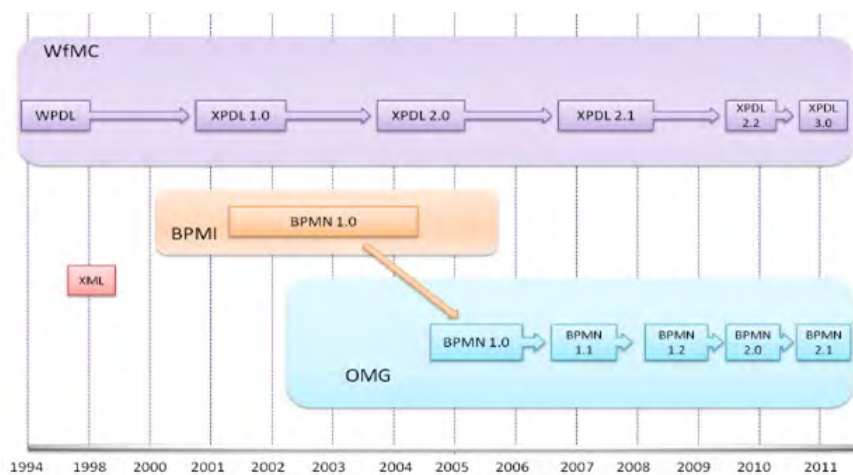 WfMC
WPDL
XPDL 1.0
XPDL 2.0
XPDL 2.1
XPDL
2.2
XPDL
3.0
BPMN 1.0
BPMI
XML
BPMN 1.0
BPMN
1.1
BPMN
1.2
BPMN
2.0
BPMN
2.1
OMG
1994 1998 2000 2001 2002 2003 2004 2005 2006 2007 2008 2009 2010 2011